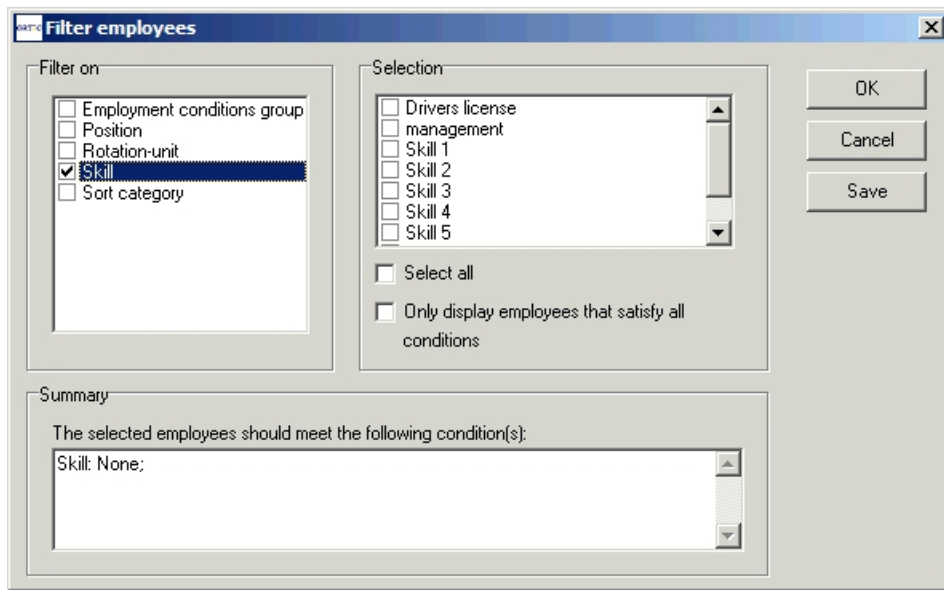 Filter employees
Filter on
Employment conditions group
Position
Rotation-unit
Skill
Sort category
Selection
Drivers license
management
Skill 1
Skill 2
Skill 3
Skill 4
Skill 5
Select all
Only display employees that satisfy all
conditions
OK
Cancel
Save
Summary
The selected employees should meet the following condition(s):
Skill: None;